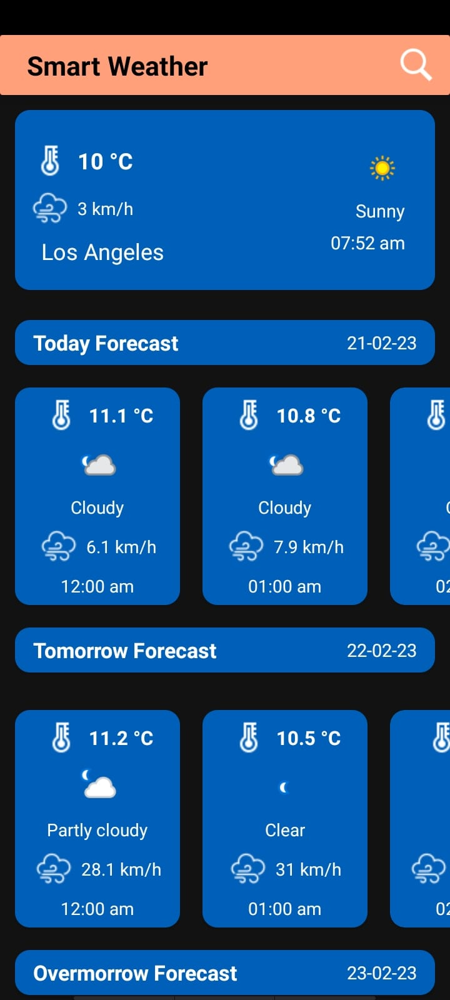 Smart Weather
10 °C
3 km/h
Sunny
Los Angeles
07:52 am
Today Forecast 21-02-23
11.1 °C 10.8 °C
Cloudy Cloudy
6.1 km/h 7.9 km/h
12:00 am 01:00 am
Tomorrow Forecast 22-02-23
11.2 °C 10.5 °C
Partly cloudy Clear
28.1 km/h 31 km/h
12:00 am 01:00 am
Overmorrow Forecast 23-02-23